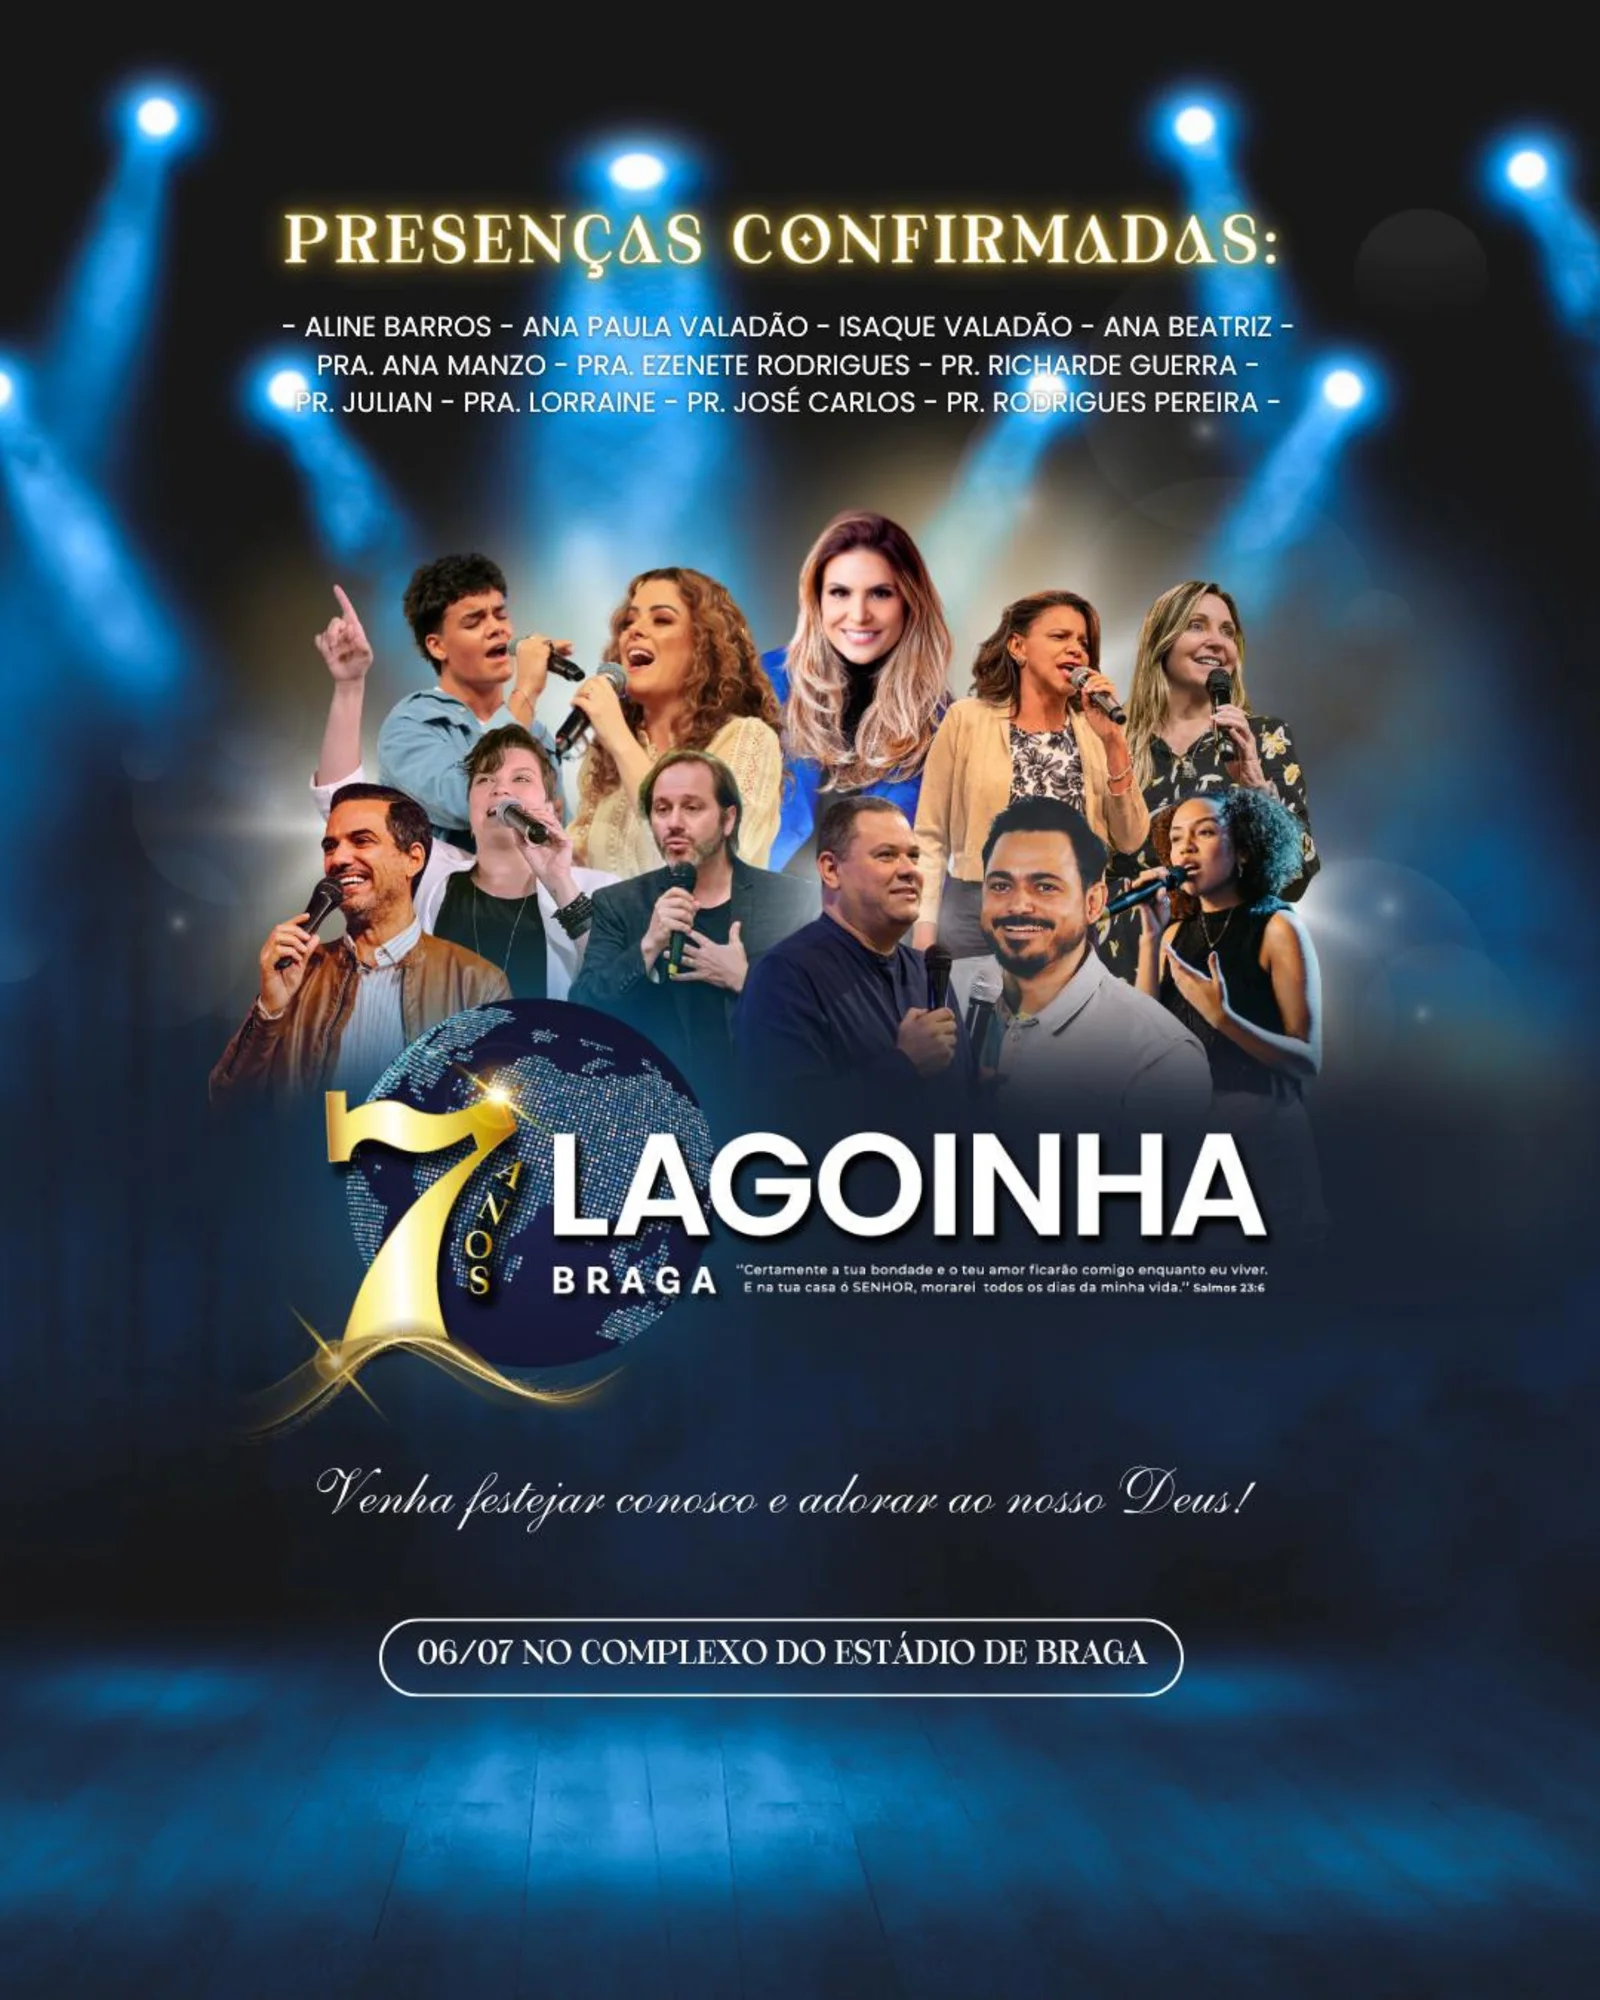 PRESENÇAS CONFIRMADAS:
- ALINE BARROS - ANA PAULA VALADÃO - ISAQUE VALADÃO - ANA BEATRIZ -
PRA. ANA MANZO - PRA. EZENETE RODRIGUES - PR. RICHARDE GUERRA -
PR. JULIAN - PRA. LORRAINE - PR. JOSÉ CARLOS - PR. RODRIGUES PEREIRA -
7
ANOS
LAGOINHA
BRAGA
"Certamente a tua bondade e o teu amor ficarão comigo enquanto eu viver.
E na tua casa ó SENHOR, morarei todos os dias da minha vida." Salmos 23:6
Venha festejar conosco e adorar ao nosso Deus!
06/07 NO COMPLEXO DO ESTÁDIO DE BRAGA